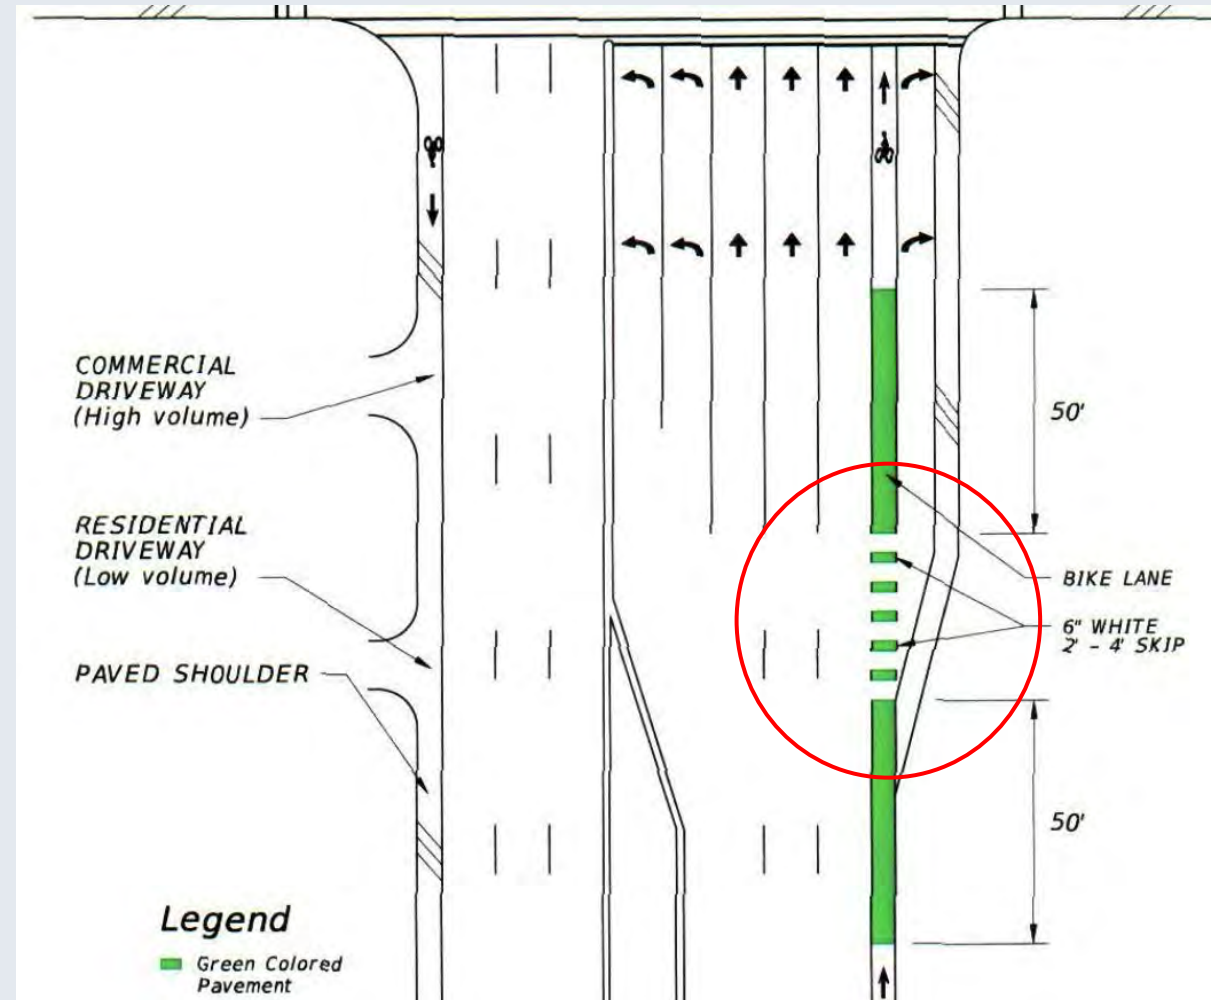 COMMERCIAL
DRIVEWAY
(High volume)
50'
RESIDENTIAL
DRIVEWAY
(Low volume)
BIKE LANE
6" WHITE
2' - 4' SKIP
PAVED SHOULDER
50'
Legend
Green Colored
Pavement